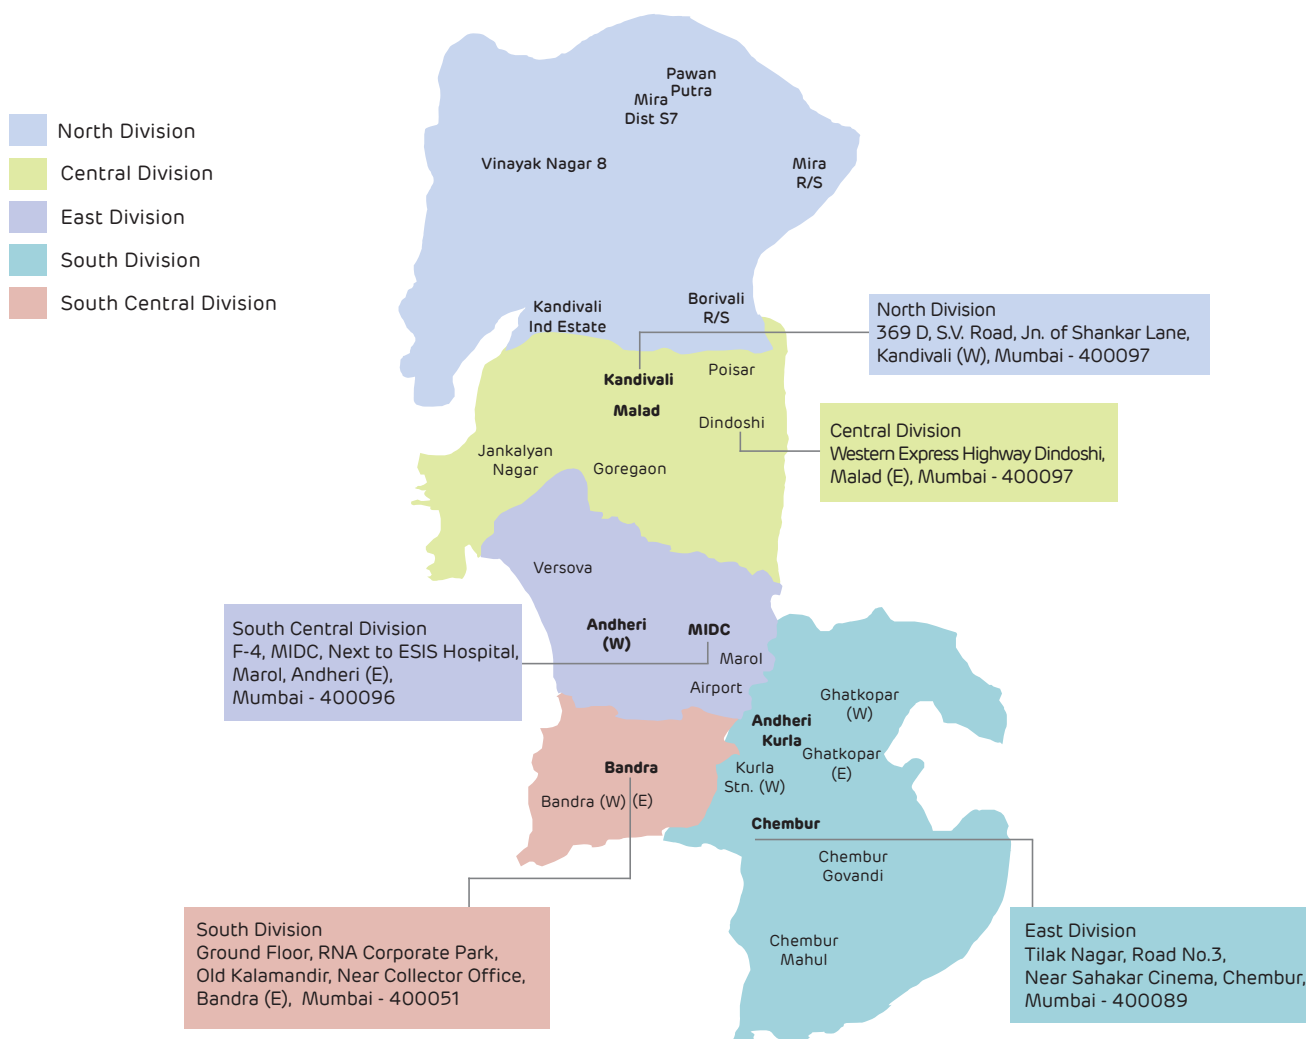 North Division
Central Division
East Division
South Division
South Central Division
Pawan
Putra
Mira
Dist S7
Vinayak Nagar 8
Mira
R/S
Kandivali
Ind Estate
Borivali
R/S
North Division
369 D, S.V. Road, Jn. of Shankar Lane,
Kandivali (W), Mumbai - 400097
Kandivali
Poisar
Malad
Dindoshi
Central Division
Western Express Highway Dindoshi,
Malad (E), Mumbai - 400097
Jankalyan
Nagar
Goregaon
Versova
South Central Division
F-4, MIDC, Next to ESIS Hospital,
Marol, Andheri (E),
Mumbai - 400096
Andheri
(W)
MIDC
Marol
Airport
Ghatkopar
(W)
Andheri
Kurla
Ghatkopar
(E)
Kurla
Stn. (W)
Bandra
Bandra (W) (E)
Chembur
Chembur
Govandi
Chembur
Mahul
South Division
Ground Floor, RNA Corporate Park,
Old Kalamandir, Near Collector Office,
Bandra (E),  Mumbai - 400051
East Division
Tilak Nagar, Road No.3,
Near Sahakar Cinema, Chembur,
Mumbai - 400089